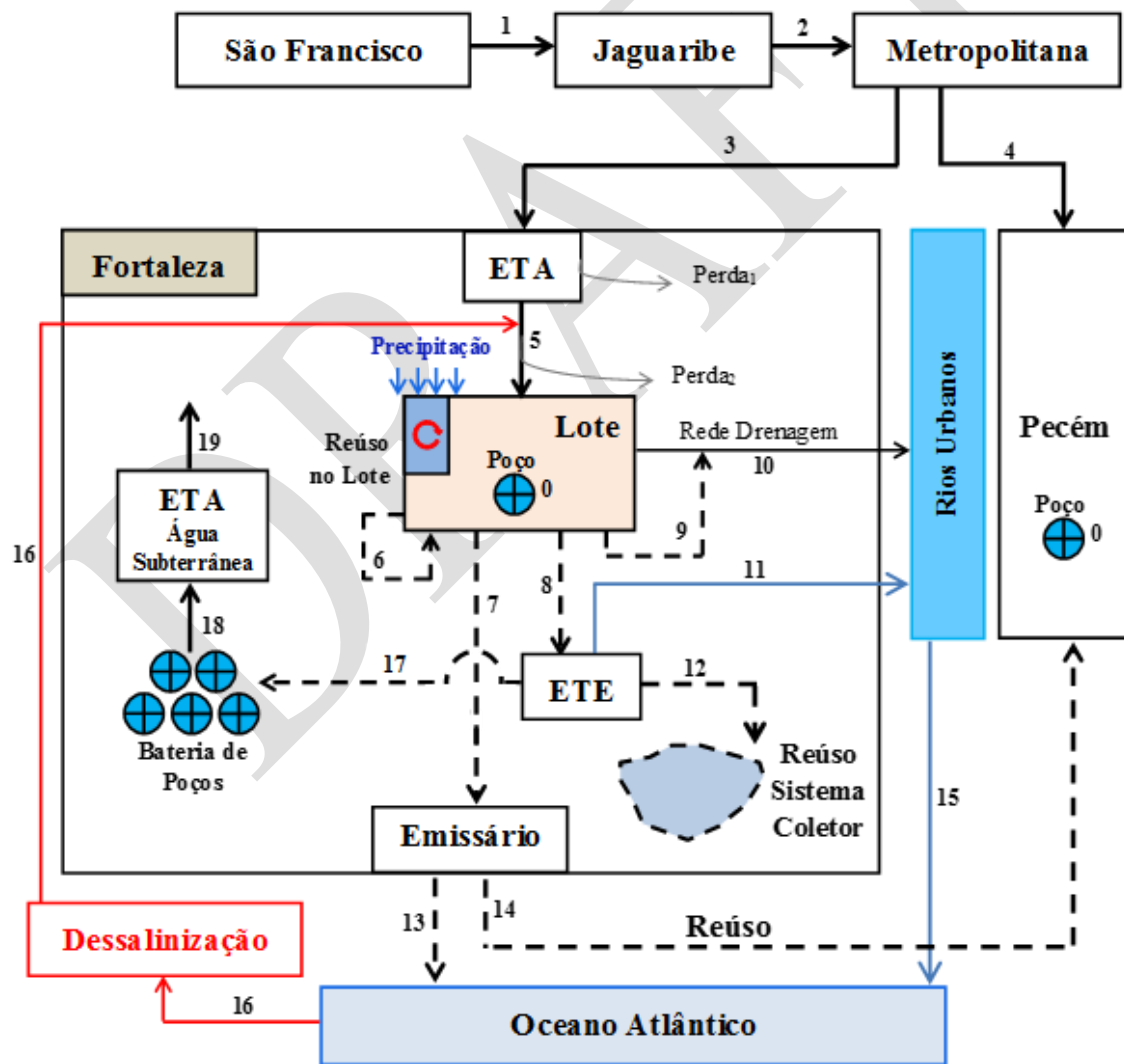 1
2
São Francisco
Jaguaribe
Metropolitana
3
4
Fortaleza
ETA
Perda₁
5
Precipitação
Perda₂
Lote
Reúso
no Lote
Poço
0
Rede Drenagem
10
Rios Urbanos
Pecém
Poço
0
19
ETA
Água
Subterrânea
16
6
7
8
9
11
18
17
ETE
12
Bateria de
Poços
Reúso
Sistema
Coletor
15
Emissário
13
14
Reúso
Dessalinização
16
Oceano Atlântico
DRAFT